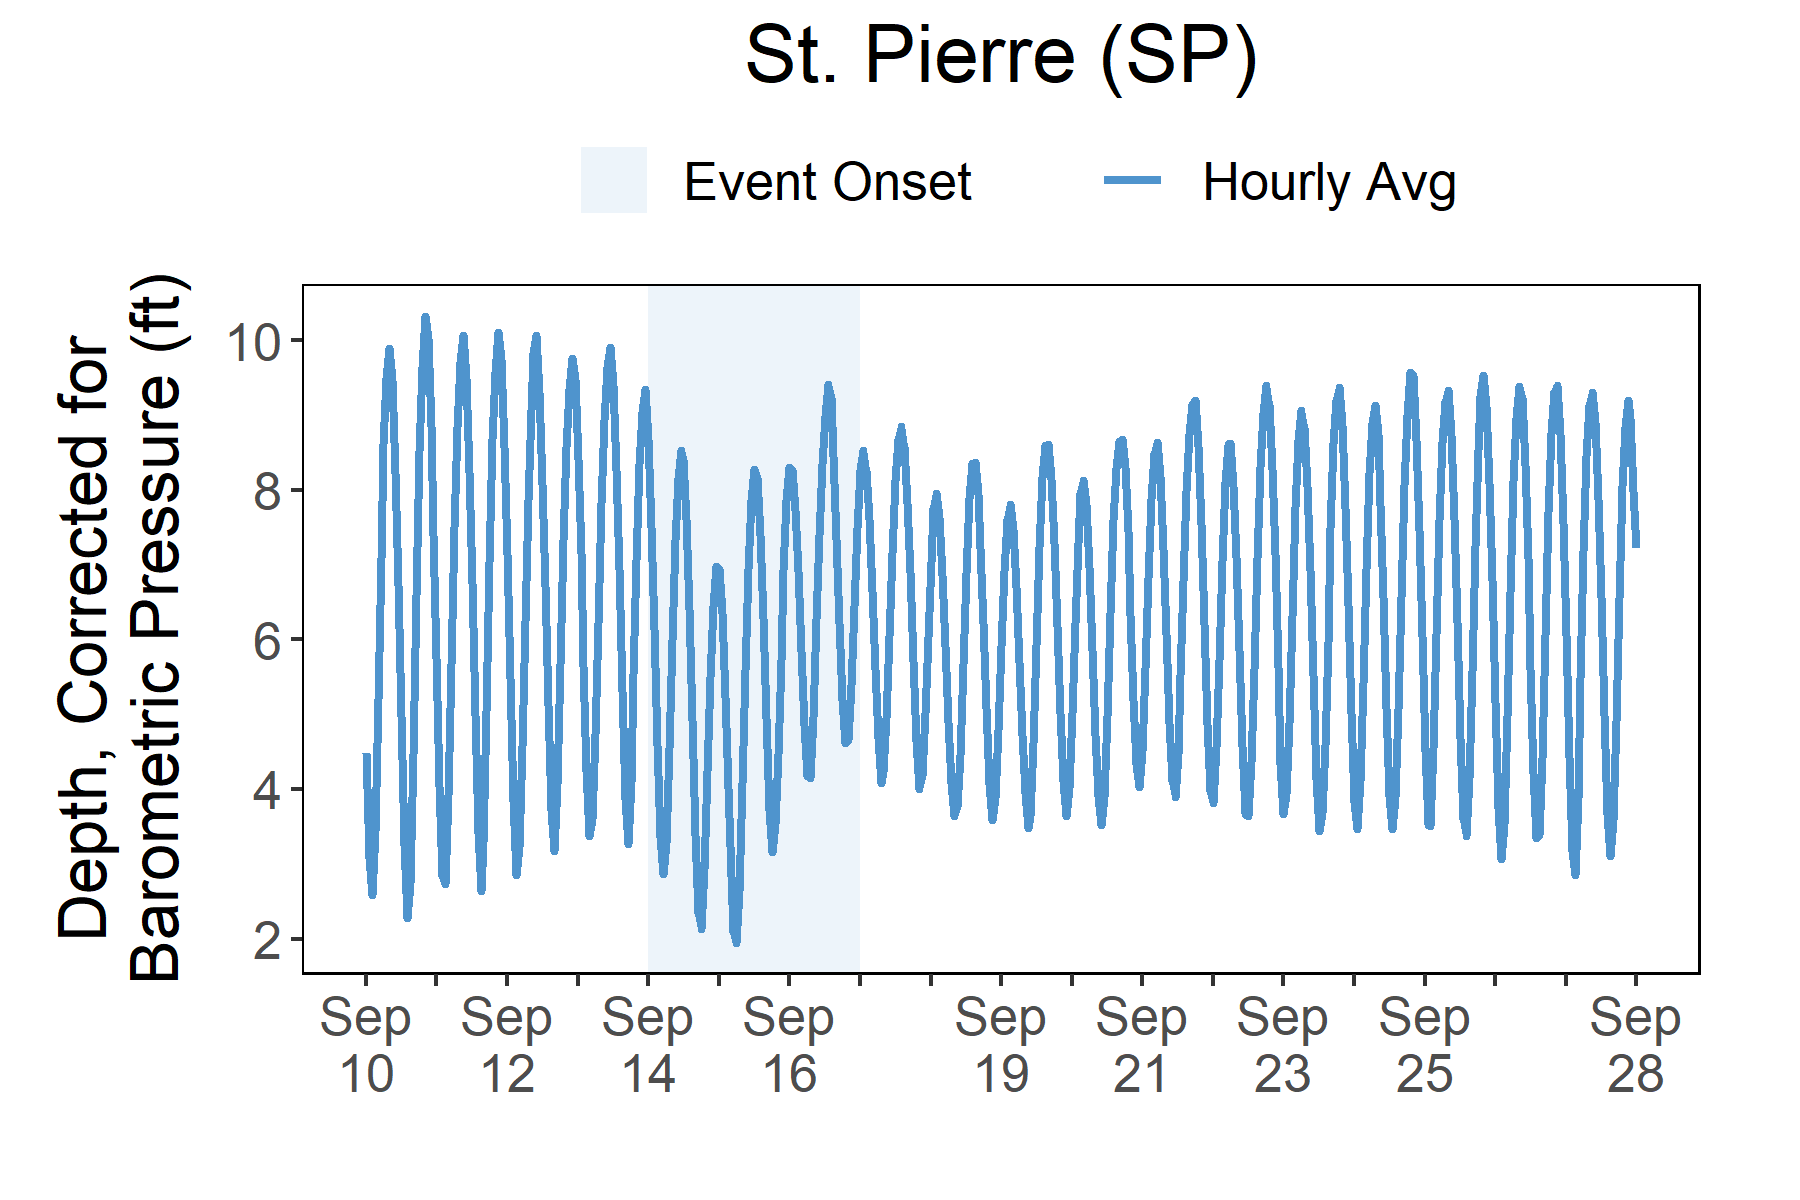 St. Pierre (SP)
Event Onset
Hourly Avg
Depth, Corrected for
Barometric Pressure (ft)
10
8
6
4
2
Sep
10
Sep
12
Sep
14
Sep
16
Sep
19
Sep
21
Sep
23
Sep
25
Sep
28